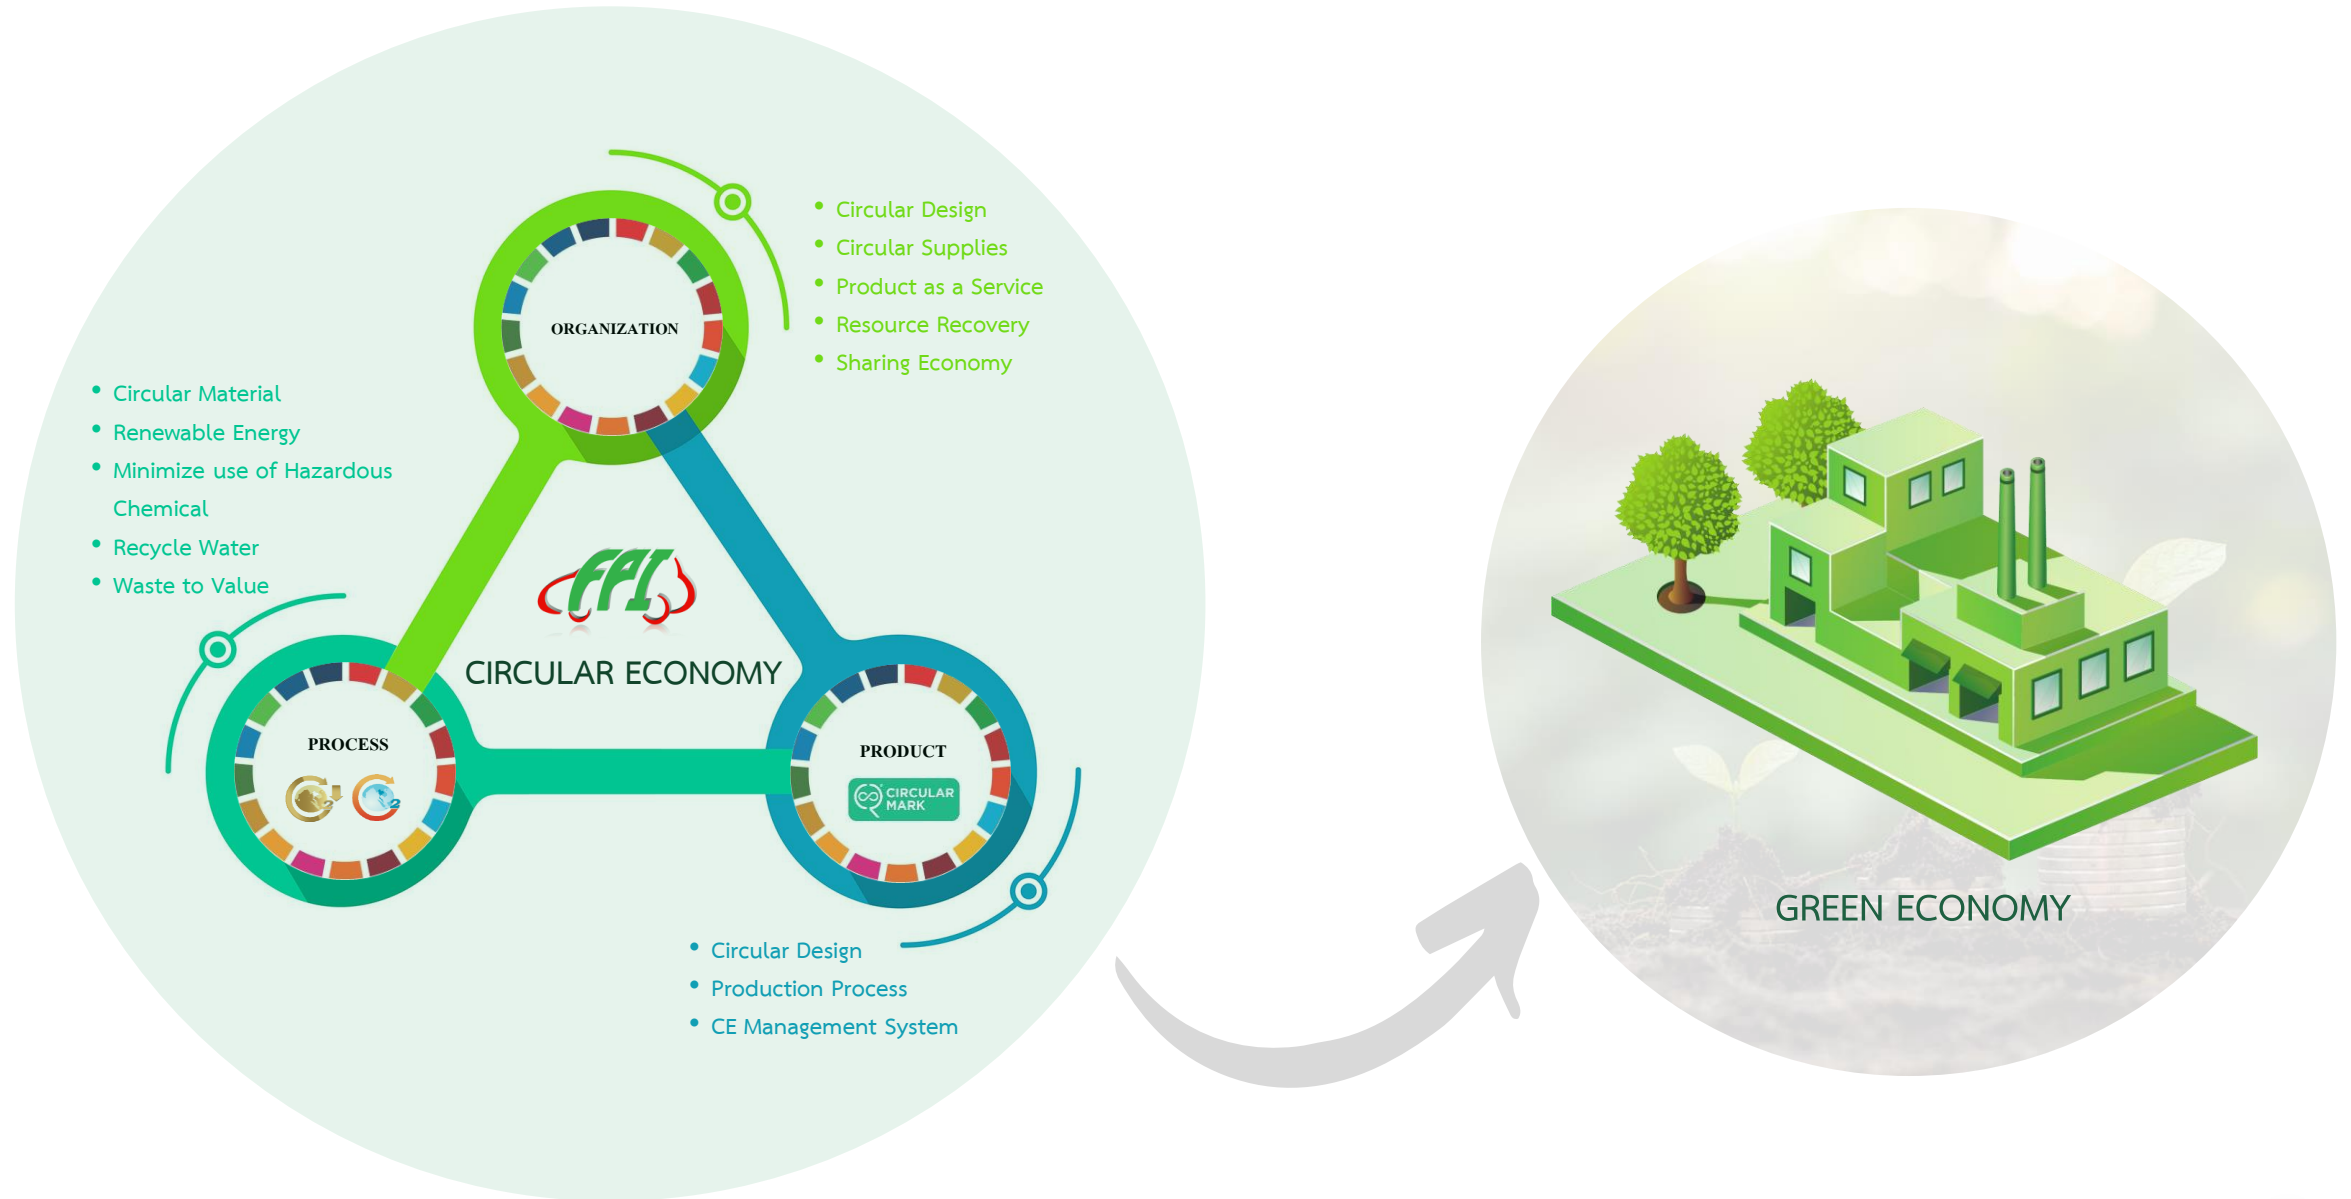 ORGANIZATION
• Circular Design
• Circular Supplies
• Product as a Service
• Resource Recovery
• Sharing Economy
• Circular Material
• Renewable Energy
• Minimize use of Hazardous
Chemical
• Recycle Water
• Waste to Value
FPI
CIRCULAR ECONOMY
PROCESS
PRODUCT
CIRCULAR
MARK
• Circular Design
• Production Process
• CE Management System
GREEN ECONOMY